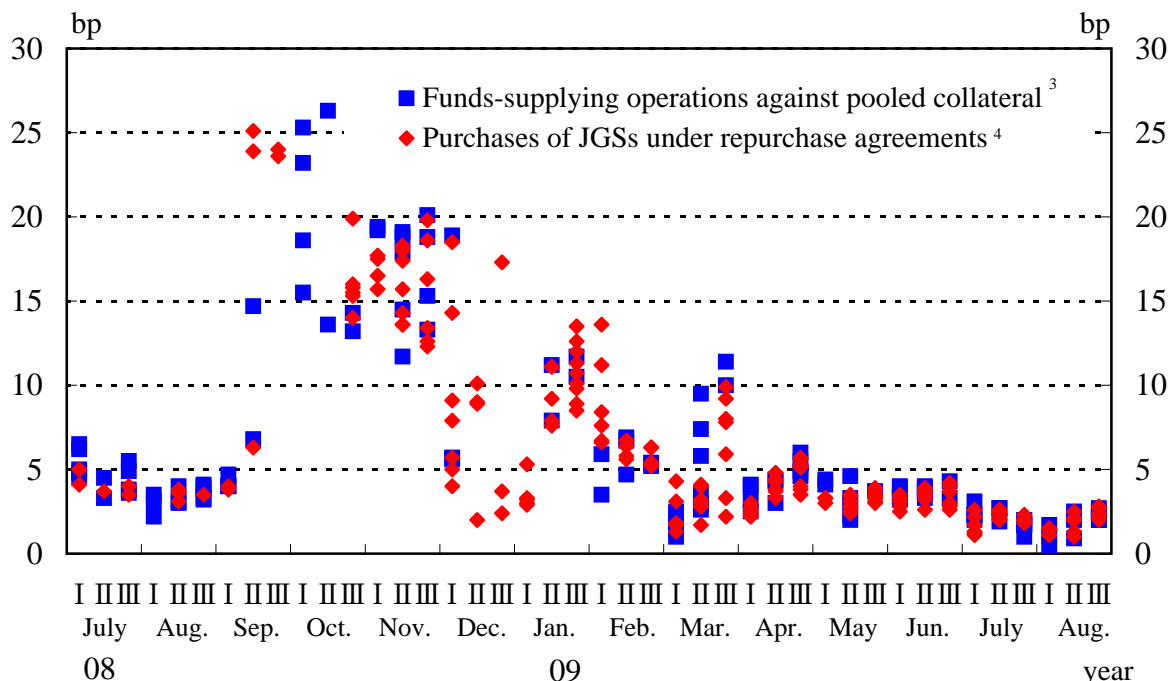 bp bp
30 30
Funds-supplying operations against pooled collateral 3
25 Purchases of JGSs under repurchase agreements 4 25
20 20
15 15
10 10
5 5
0 0
Ⅰ Ⅱ Ⅲ Ⅰ Ⅱ Ⅲ Ⅰ Ⅱ Ⅲ Ⅰ Ⅱ Ⅲ Ⅰ Ⅱ Ⅲ Ⅰ Ⅱ Ⅲ Ⅰ Ⅱ Ⅲ Ⅰ Ⅱ Ⅲ Ⅰ Ⅱ Ⅲ Ⅰ Ⅱ Ⅲ Ⅰ Ⅱ Ⅲ Ⅰ Ⅱ Ⅲ Ⅰ Ⅱ Ⅲ Ⅰ Ⅱ Ⅲ
July Aug. Sep. Oct. Nov. Dec. Jan. Feb. Mar. Apr. May Jun. July Aug.
08 09 year